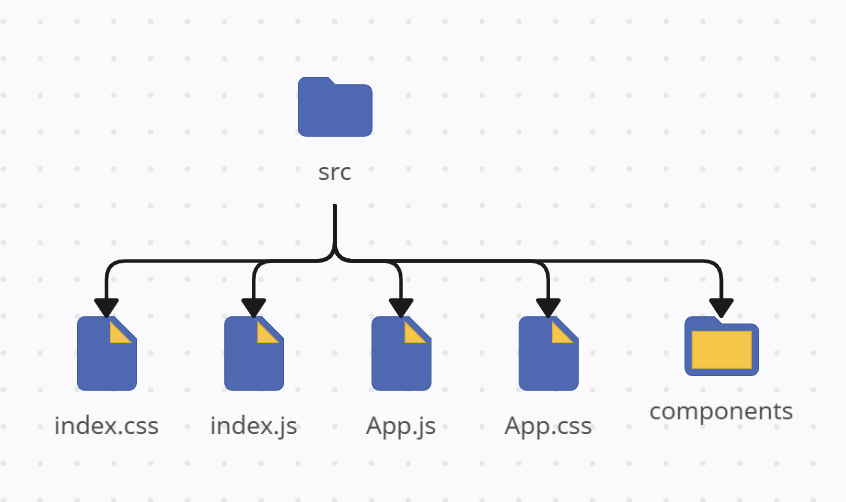 src
index.css
index.js
App.js
App.css
components